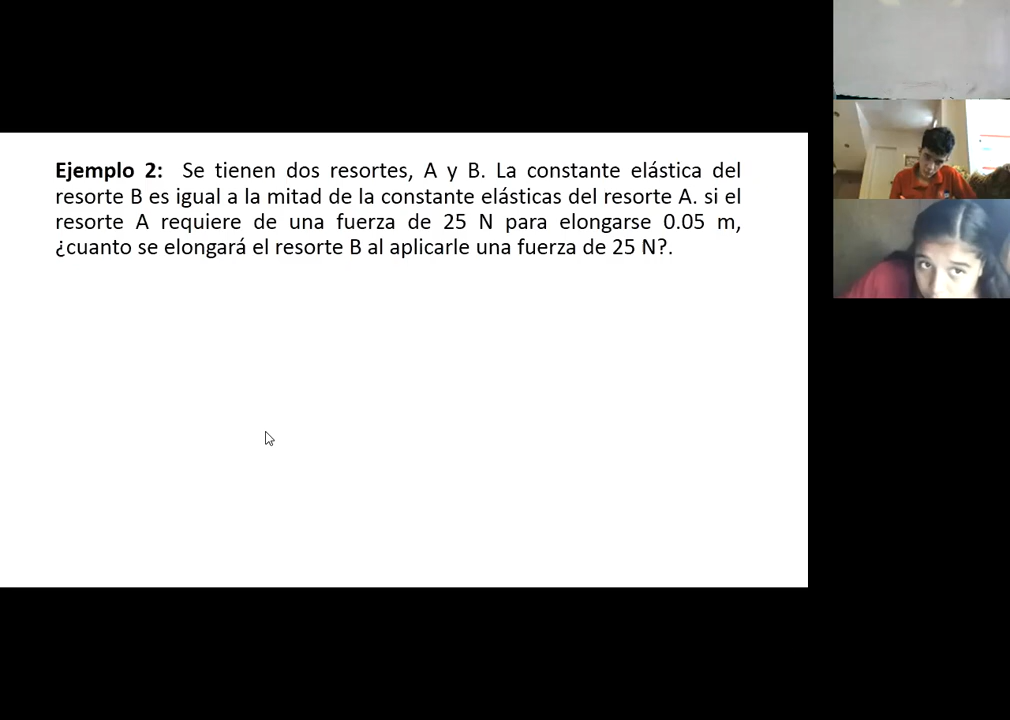 Ejemplo 2: Se tienen dos resortes, A y B. La constante elástica del
resorte B es igual a la mitad de la constante elásticas del resorte A. si el
resorte A requiere de una fuerza de 25 N para elongarse 0.05 m,
¿cuanto se elongará el resorte B al aplicarle una fuerza de 25 N?.